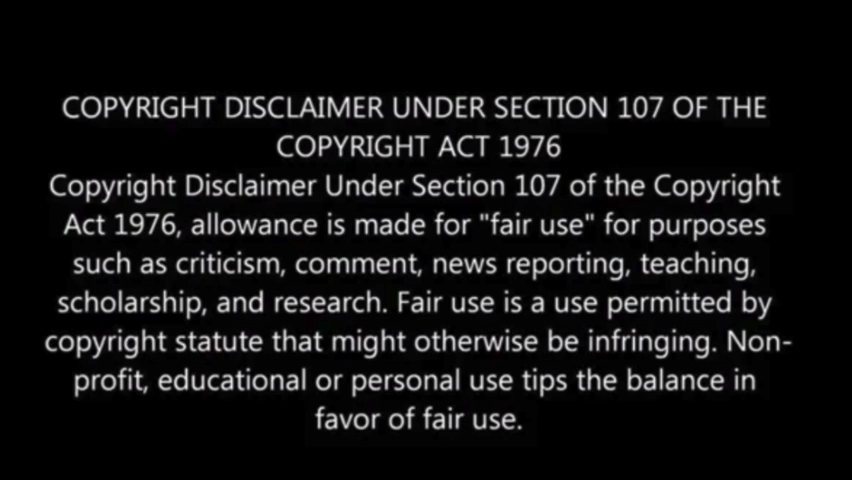 COPYRIGHT DISCLAIMER UNDER SECTION 107 OF THE
COPYRIGHT ACT 1976
Copyright Disclaimer Under Section 107 of the Copyright
Act 1976, allowance is made for "fair use" for purposes
such as criticism, comment, news reporting, teaching,
scholarship, and research. Fair use is a use permitted by
copyright statute that might otherwise be infringing. Non-
profit, educational or personal use tips the balance in
favor of fair use.